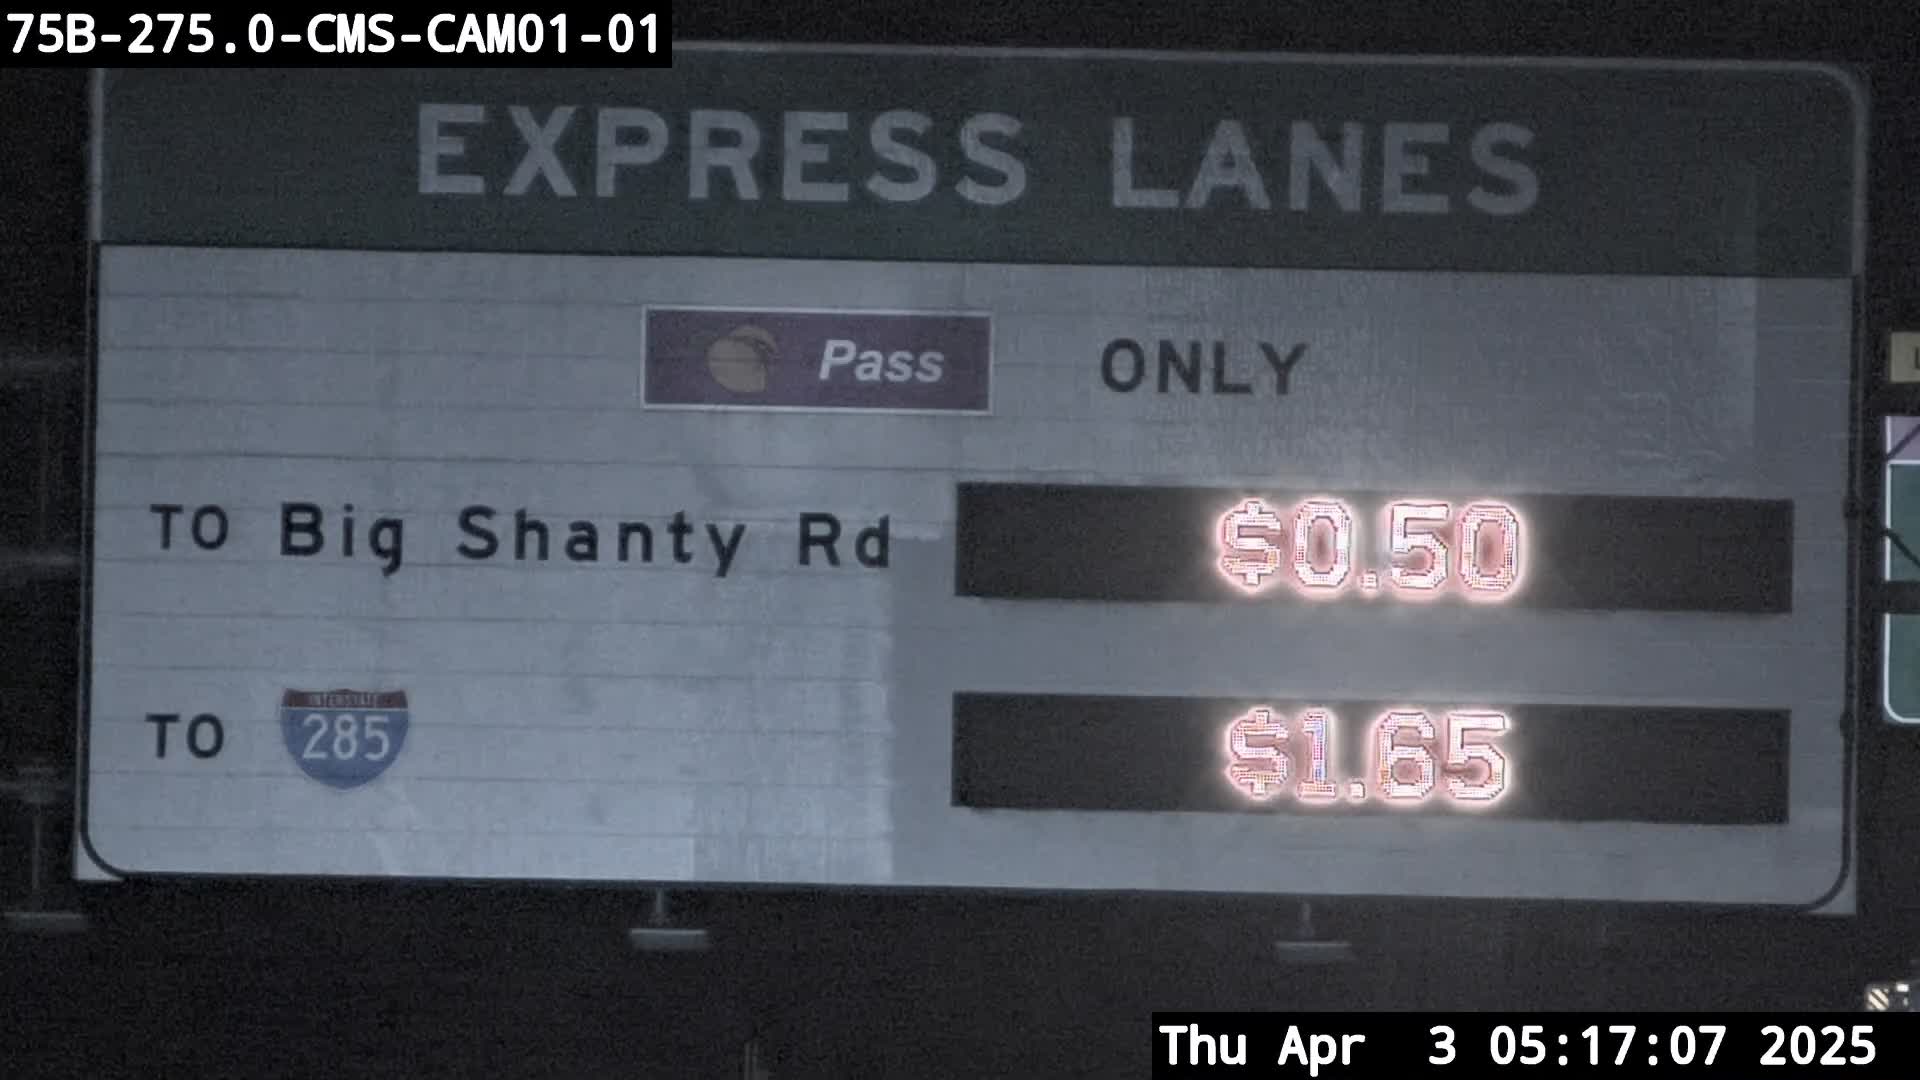 75B-275.0-CMS-CAM01-01
EXPRESS LANES
Pass ONLY
TO Big Shanty Rd $0.50
TO INTERSTATE 285 $1.65
Thu Apr 3 05:17:07 2025